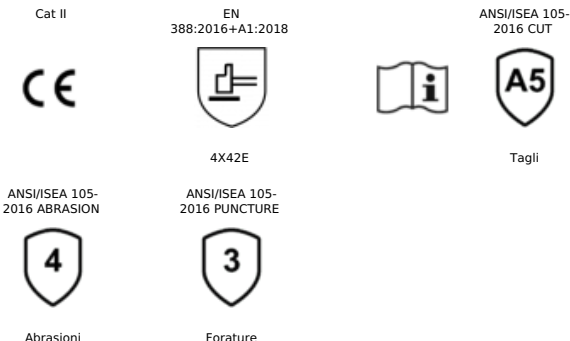 Cat II
EN
388:2016+A1:2018
ANSI/ISEA 105-
2016 CUT
CE
i
A5
4X42E
Tagli
ANSI/ISEA 105-
2016 ABRASION
ANSI/ISEA 105-
2016 PUNCTURE
4
3
Abrasioni
Forature